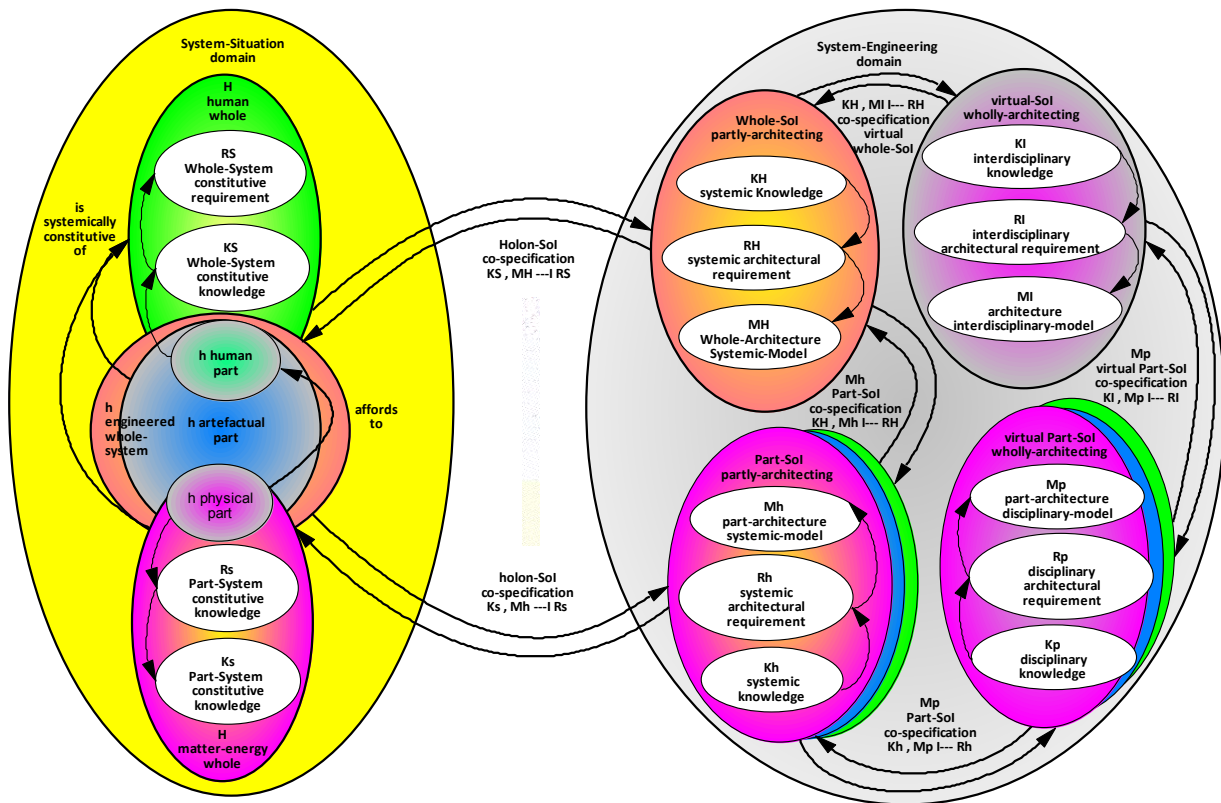 System-Situation
domain
H
human
whole
RS
Whole-System
constitutive
requirement
KS
Whole-System
constitutive
knowledge
is
systemically
constitutive
of
h human
part
h
engineered
whole-
system
h artefactual
part
affords
to
h physical
part
Rs
Part-System
constitutive
knowledge
Ks
Part-System
constitutive
knowledge
H
matter-energy
whole
Holon-SoI
co-specification
KS , MH ---I RS
holon-SoI
co-specification
Ks , Mh ---I Rs
System-Engineering
domain
Whole-SoI
partly-architecting
KH
systemic Knowledge
RH
systemic architectural
requirement
MH
Whole-Architecture
Systemic-Model
KH , MI I--- RH
co-specification
virtual
whole-SoI
virtual-SoI
wholly-architecting
KI
interdisciplinary
knowledge
RI
interdisciplinary
architectural requirement
MI
architecture
interdisciplinary-model
Mh
Part-SoI
co-specification
KH , Mh I--- RH
Mp
virtual Part-SoI
co-specification
KI , Mp I--- RI
Part-SoI
partly-architecting
Mh
part-architecture
systemic-model
Rh
systemic
architectural
requirement
Kh
systemic
knowledge
virtual Part-SoI
wholly-architecting
Mp
part-architecture
disciplinary-model
Rp
disciplinary
architectural
requirement
Kp
disciplinary
knowledge
Mp
Part-SoI
co-specification
Kh , Mp I--- Rh